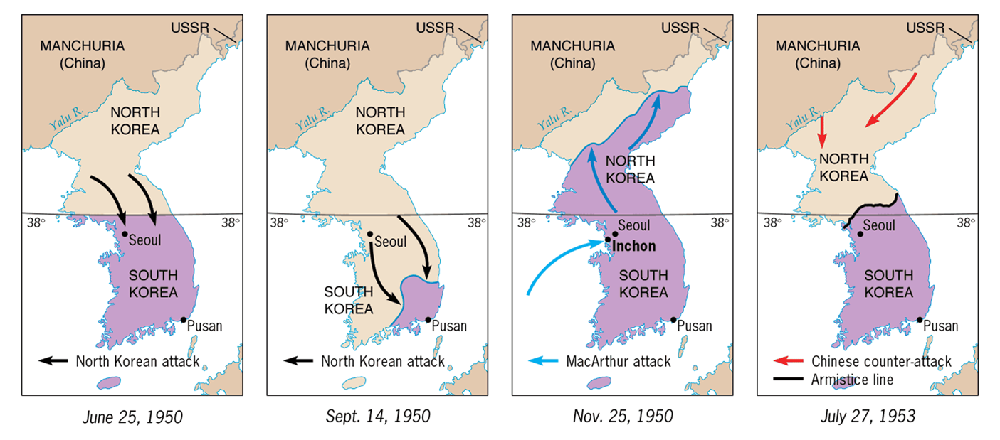 USSR
MANCHURIA
(China)
Yalu R.
NORTH
KOREA
38°
38°
Seoul
SOUTH
KOREA
Pusan
North Korean attack
June 25, 1950
USSR
MANCHURIA
(China)
Yalu R.
NORTH
KOREA
38°
38°
Seoul
SOUTH
KOREA
Pusan
North Korean attack
Sept. 14, 1950
USSR
MANCHURIA
(China)
Yalu R.
NORTH
KOREA
38°
38°
Seoul
Inchon
SOUTH
KOREA
Pusan
MacArthur attack
Nov. 25, 1950
USSR
MANCHURIA
(China)
Yalu R.
NORTH
KOREA
38°
38°
Seoul
SOUTH
KOREA
Pusan
Chinese counter-attack
Armistice line
July 27, 1953